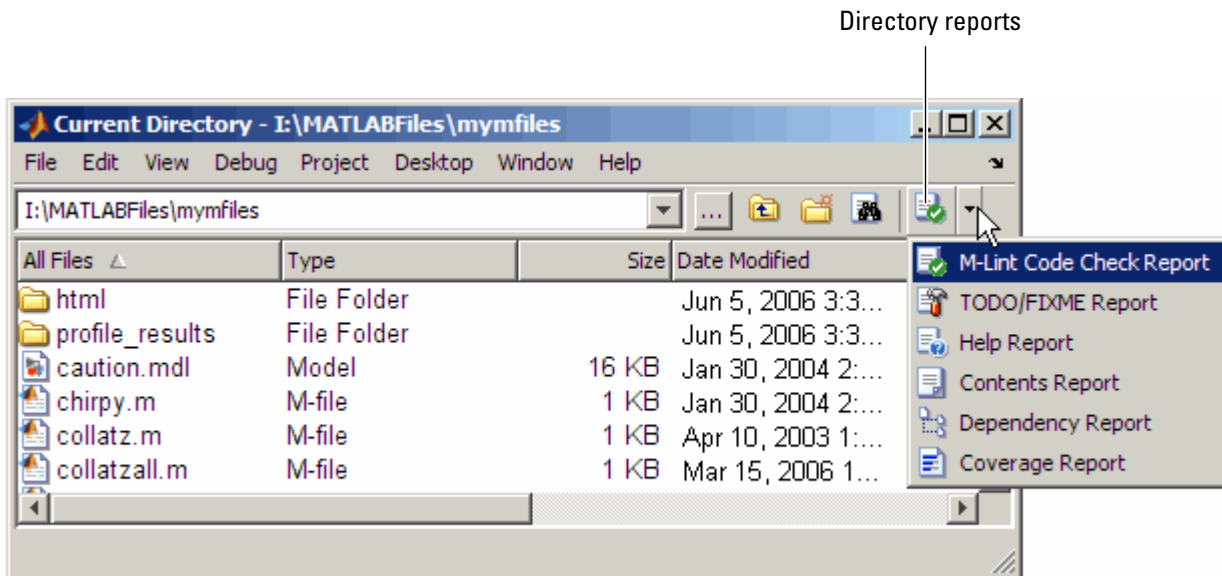 Directory reports
Current Directory - I:\MATLABFiles\mymfiles
File Edit View Debug Project Desktop Window Help
I:\MATLABFiles\mymfiles ...
All Files Type Size Date Modified
html File Folder Jun 5, 2006 3:3...
profile_results File Folder Jun 5, 2006 3:3...
caution.mdl Model 16 KB Jan 30, 2004 2:...
chirpy.m M-file 1 KB Jan 30, 2004 2:...
collatz.m M-file 1 KB Apr 10, 2003 1:...
collatzall.m M-file 1 KB Mar 15, 2006 1...
M-Lint Code Check Report
TODO/FIXME Report
Help Report
Contents Report
Dependency Report
Coverage Report